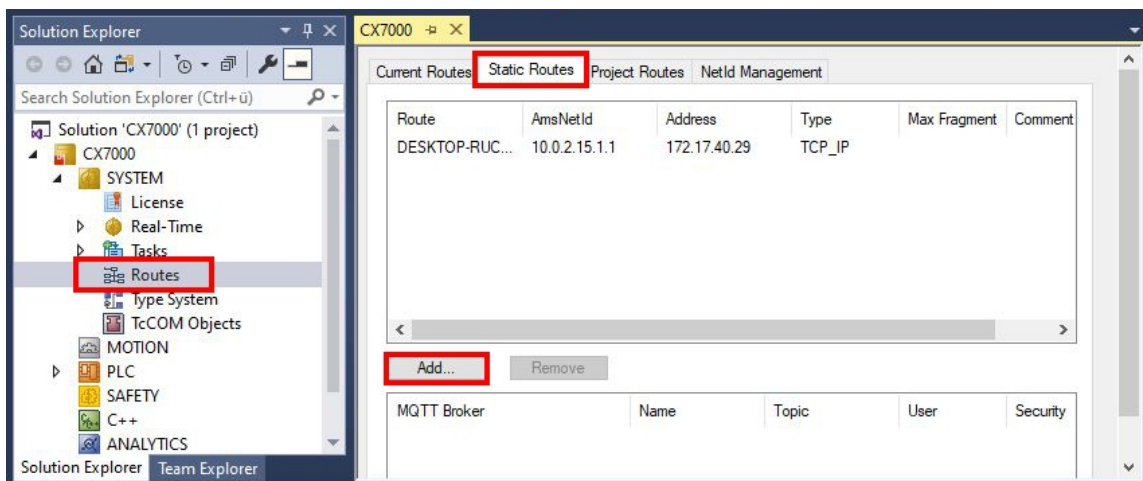 Solution Explorer
Search Solution Explorer (Ctrl+ü)
Solution 'CX7000' (1 project)
CX7000
SYSTEM
License
Real-Time
Tasks
Routes
Type System
TcCOM Objects
MOTION
PLC
SAFETY
C++
ANALYTICS
Solution Explorer Team Explorer
CX7000
Current Routes Static Routes Project Routes NetId Management
Route AmsNetId Address Type Max Fragment Comment
DESKTOP-RUC... 10.0.2.15.1.1 172.17.40.29 TCP_IP
Add... Remove
MQTT Broker Name Topic User Security